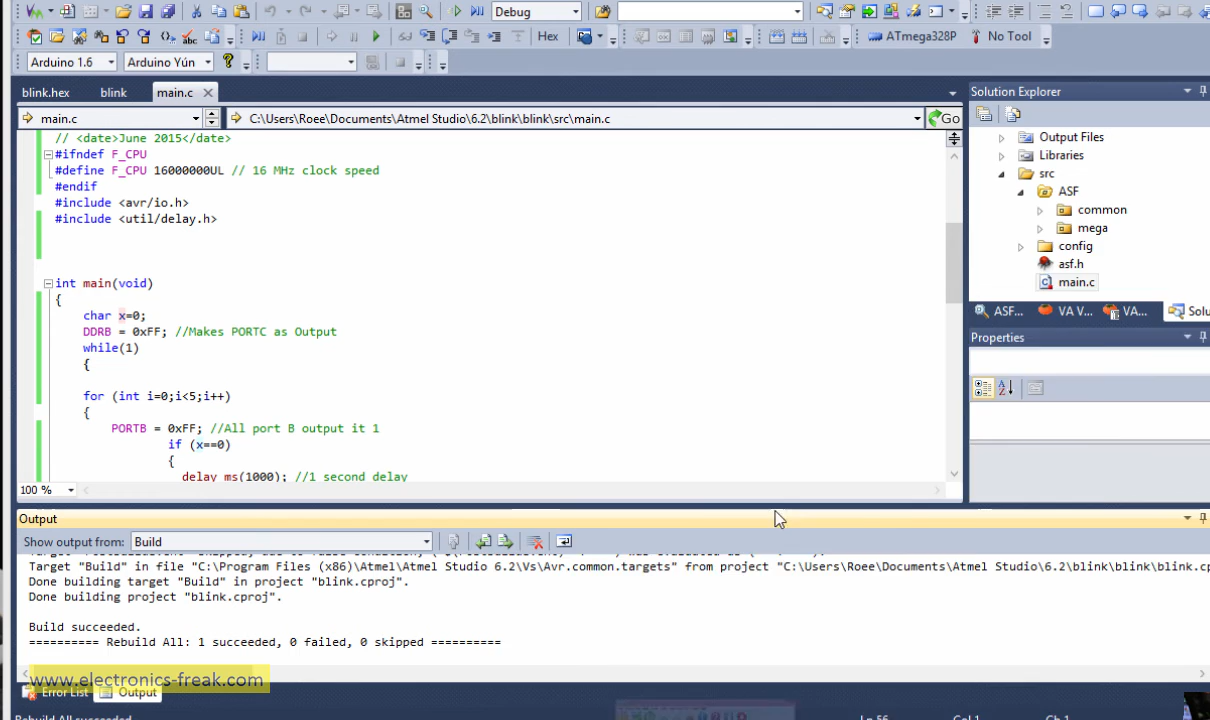 Debug
Hex
ATmega328P
No Tool
Arduino 1.6
Arduino Yún
blink.hex
blink
main.c
Solution Explorer
main.c
C:\Users\Roee\Documents\Atmel Studio\6.2\blink\blink\src\main.c
Go
// <date>June 2015</date>
#ifndef F_CPU
#define F_CPU 16000000UL // 16 MHz clock speed
#endif
#include <avr/io.h>
#include <util/delay.h>
int main(void)
{
char x=0;
DDRB = 0xFF; //Makes PORTC as Output
while(1)
{
for (int i=0;i<5;i++)
{
PORTB = 0xFF; //All port B output it 1
if (x==0)
{
delay ms(1000); //1 second delay
100 %
Output Files
Libraries
src
ASF
common
mega
config
asf.h
main.c
ASF...
VA V...
VA...
Solu
Properties
Output
Show output from:
Build
Target "Build" in file "C:\Program Files (x86)\Atmel\Atmel Studio 6.2\Vs\Avr.common.targets" from project "C:\Users\Roee\Documents\Atmel Studio\6.2\blink\blink\blink.cp
Done building target "Build" in project "blink.cproj".
Done building project "blink.cproj".
Build succeeded.
========== Rebuild All: 1 succeeded, 0 failed, 0 skipped ==========
www.electronics-freak.com
Error List
Output
Rebuild All succeeded
Ln 56
Col 1
Ch 1